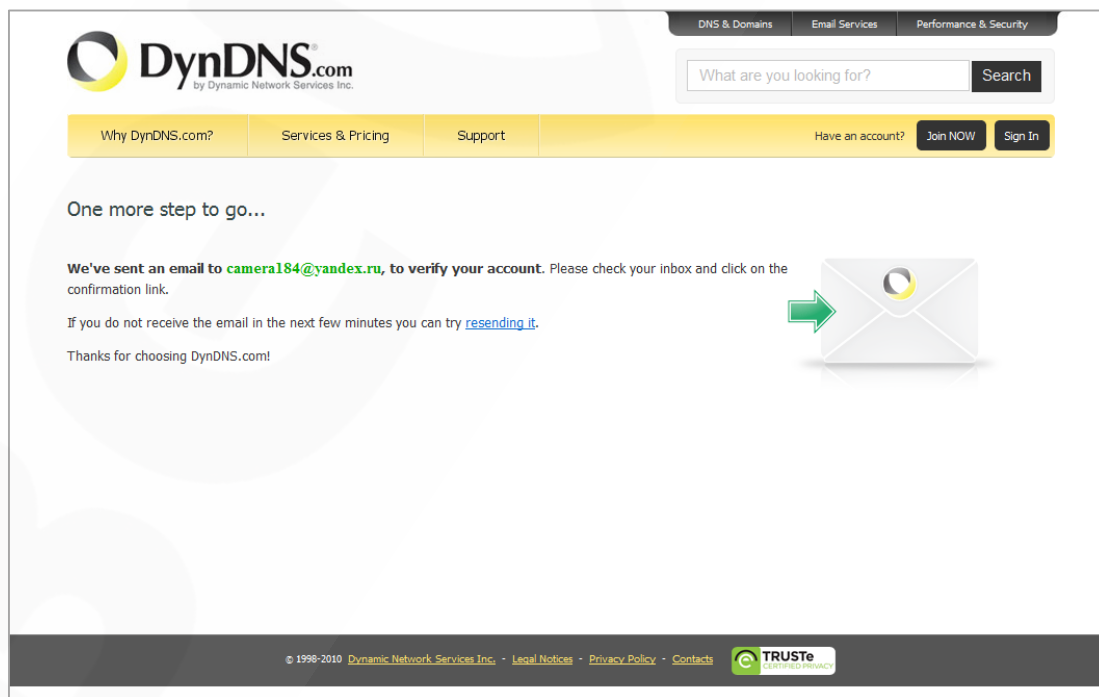 DNS & Domains Email Services Performance & Security
DynDNS.com
by Dynamic Network Services Inc.
What are you looking for? Search
Why DynDNS.com? Services & Pricing Support Have an account? Join NOW Sign In
One more step to go...
We've sent an email to camera184@yandex.ru, to verify your account. Please check your inbox and click on the
confirmation link.
If you do not receive the email in the next few minutes you can try resending it.
Thanks for choosing DynDNS.com!
© 1998-2010 Dynamic Network Services Inc. - Legal Notices - Privacy Policy - Contacts
TRUSTe
CERTIFIED PRIVACY